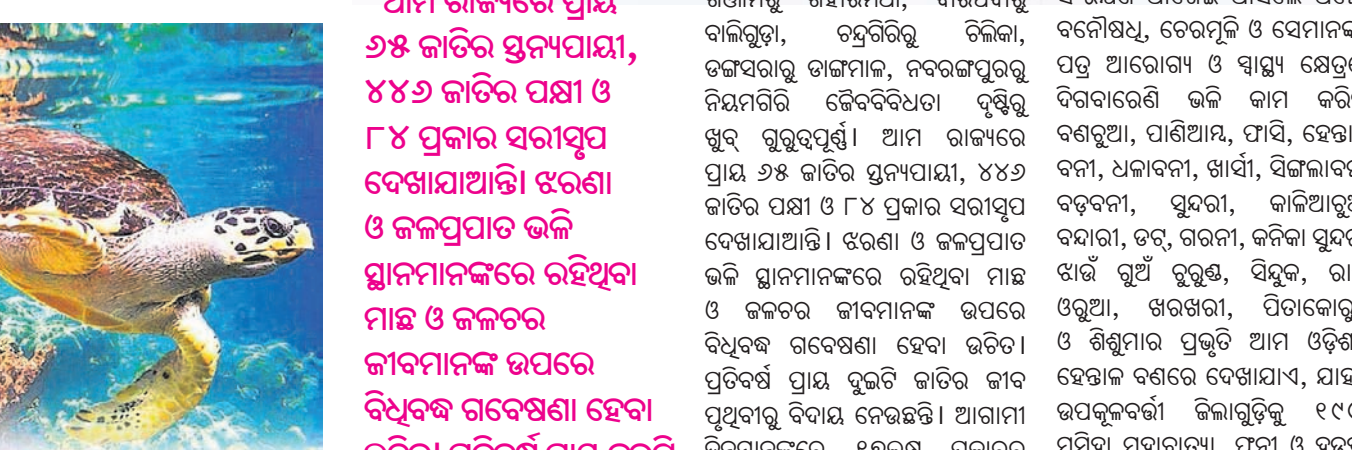 ଆମ ରାଜ୍ୟରେ ପ୍ରାୟ
୬୫ ଜାତିର ସ୍ତନ୍ୟପାୟୀ,
୪୪୬ ଜାତିର ପକ୍ଷୀ ଓ
୮୪ ପ୍ରକାର ସରୀସୃପ
ଦେଖାଯାଆନ୍ତି। ଝରଣା
ଓ ଜଳପ୍ରପାତ ଭଳି
ସ୍ଥାନମାନଙ୍କରେ ରହିଥିବା
ମାଛ ଓ ଜଳଚର
ଜୀବମାନଙ୍କ ଉପରେ
ବିଧିବଦ୍ଧ ଗବେଷଣା ହେବା
ବାଲିଗୁଡ଼ା, ଚନ୍ଦ୍ରଗିରିରୁ ଚିଲିକା,
ଡଙ୍ଗସରାରୁ ଡାଙ୍ଗମାଳ, ନବରଙ୍ଗପୁରରୁ
ନିୟମଗିରି ଜୈବବିବିଧତା ଦୃଷ୍ଟିରୁ
ଖୁବ୍ ଗୁରୁତ୍ୱପୂର୍ଣ୍ଣ। ଆମ ରାଜ୍ୟରେ
ପ୍ରାୟ ୬୫ ଜାତିର ସ୍ତନ୍ୟପାୟୀ, ୪୪୬
ଜାତିର ପକ୍ଷୀ ଓ ୮୪ ପ୍ରକାର ସରୀସୃପ
ଦେଖାଯାଆନ୍ତି। ଝରଣା ଓ ଜଳପ୍ରପାତ
ଭଳି ସ୍ଥାନମାନଙ୍କରେ ରହିଥିବା ମାଛ
ଓ ଜଳଚର ଜୀବମାନଙ୍କ ଉପରେ
ବିଧିବଦ୍ଧ ଗବେଷଣା ହେବା ଉଚିତ।
ପ୍ରତିବର୍ଷ ପ୍ରାୟ ଦୁଇଟି ଜାତିର ଜୀବ
ପୃଥିବୀରୁ ବିଦାୟ ନେଉଛନ୍ତି। ଆଗାମୀ
ବନୌଷଧି, ଚେରମୂଳି ଓ ସେମାନଙ୍କ
ପତ୍ର ଆରୋଗ୍ୟ ଓ ସ୍ୱାସ୍ଥ୍ୟ
ଦିଗବାରେଣି ଭଳି କାମ
ବଣଚୁଆ, ପାଣିଆମ୍ବ, ଫାସି,
ବନୀ, ଧଳାବନୀ, ଖାର୍ସୀ,
ବଡ଼ବନୀ, ସୁନ୍ଦରୀ,
ବନ୍ଦାରୀ, ଡଟ୍, ଗରନୀ, କନିକା
ଝାଉଁ ଗୁଅଁ ଚୁରୁଣ୍ଡ, ସିନ୍ଦୁକ,
ଓରୁଆ, ଖରଖରୀ,
ଓ ଶିଶୁମାର ପ୍ରଭୃତି ଆମ
ହେନ୍ତାଳ ବଣରେ ଦେଖାଯାଏ,
ଉପକୂଳବର୍ତ୍ତୀ ଜିଲାଗୁଡ଼ିକୁ